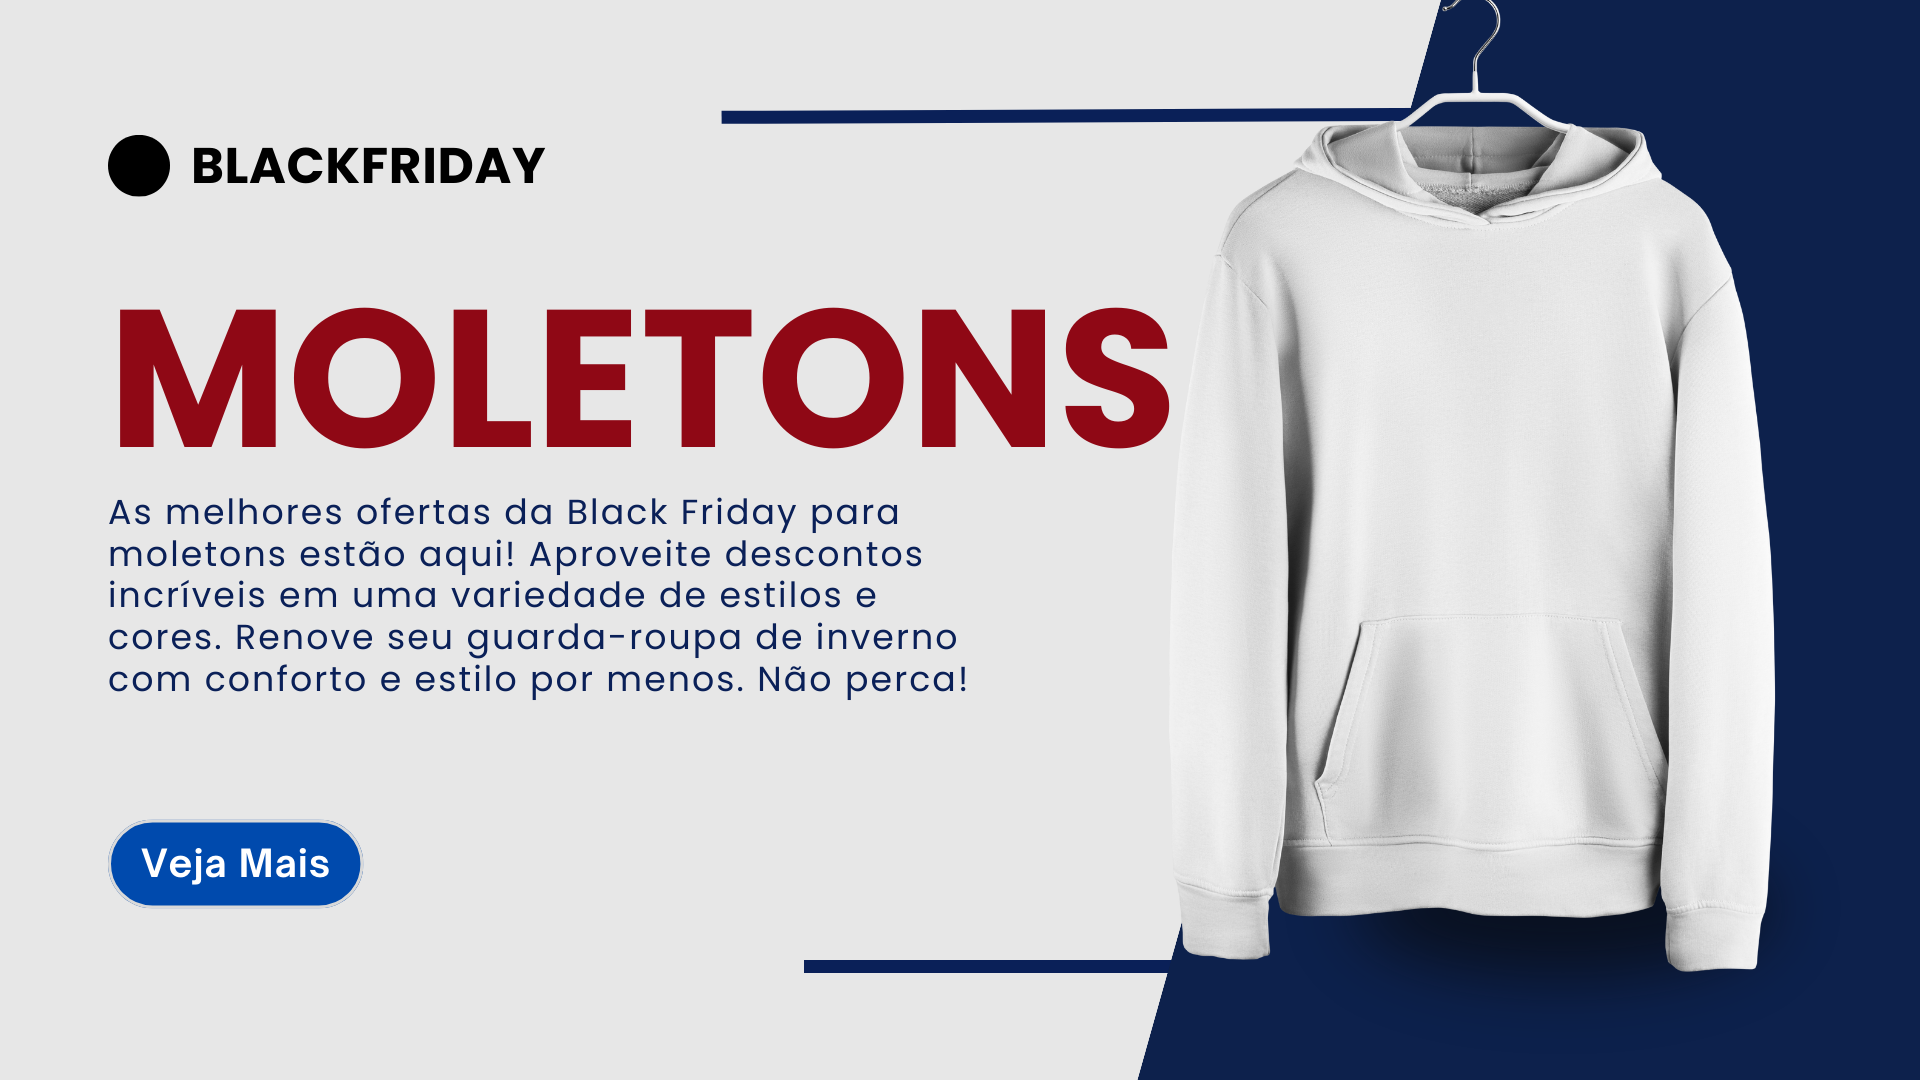 BLACKFRIDAY
MOLETONS
As melhores ofertas da Black Friday para
moletons estão aqui! Aproveite descontos
incríveis em uma variedade de estilos e
cores. Renove seu guarda-roupa de inverno
com conforto e estilo por menos. Não perca!
Veja Mais